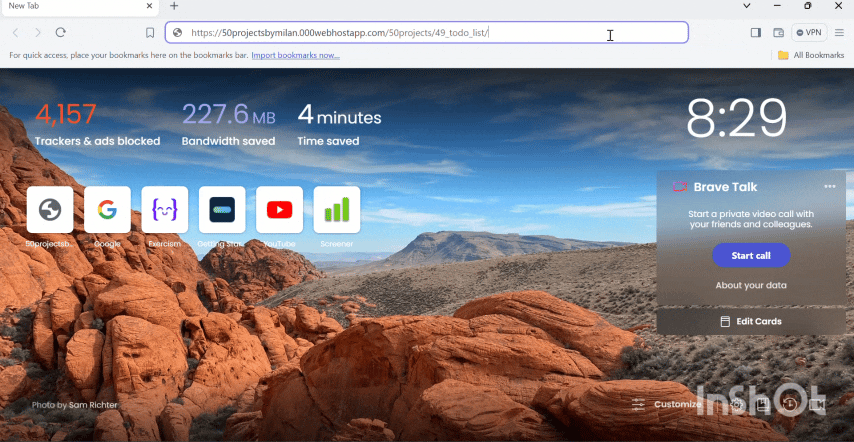 New Tab
https://50projectsbymilan.000webhostapp.com/50projects/49_todo_list/
VPN
For quick access, place your bookmarks here on the bookmarks bar. Import bookmarks now...
All Bookmarks
4,157
Trackers & ads blocked
227.6 MB
Bandwidth saved
4 minutes
Time saved
8:29
Brave Talk
Start a private video call with
your friends and colleagues.
Start call
About your data
Edit Cards
50projectsb...
Google
Exercism
Getting Star...
YouTube
Screener
Photo by Sam Richter
Customize
InShOt